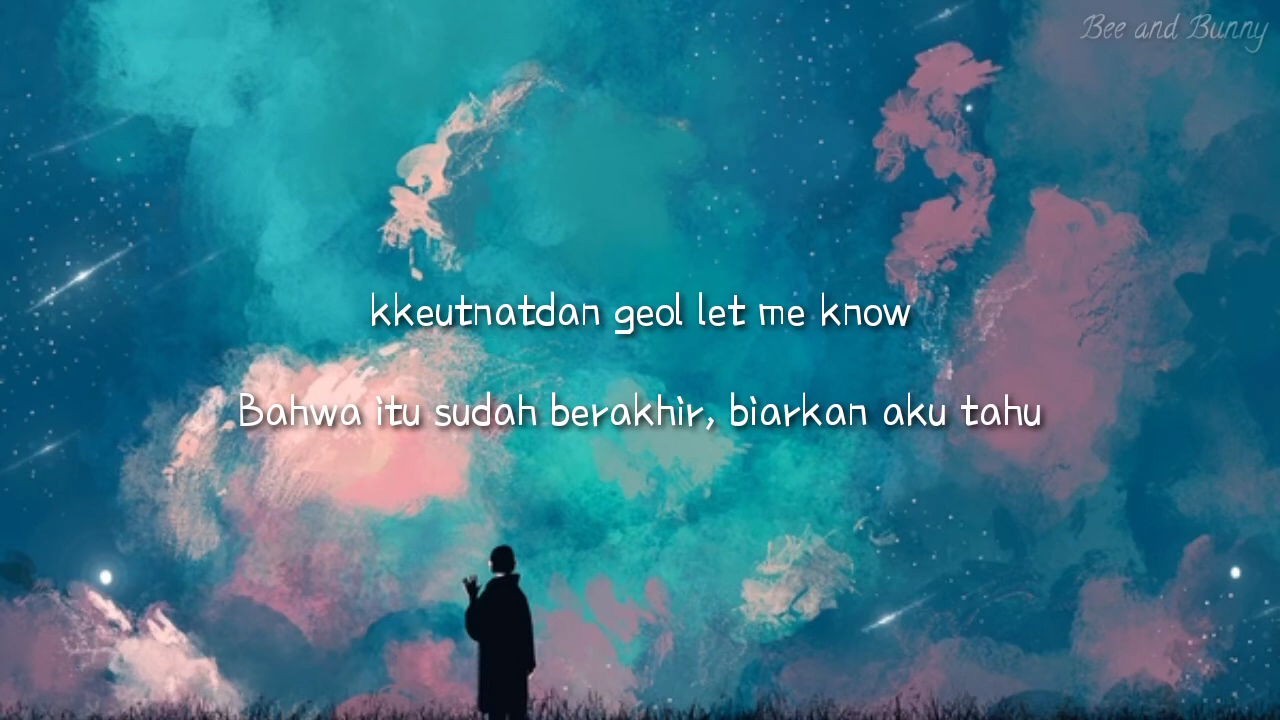 Bee and Bunny
kkeutnatdan geol let me know
Bahwa itu sudah berakhir, biarkan aku tahu